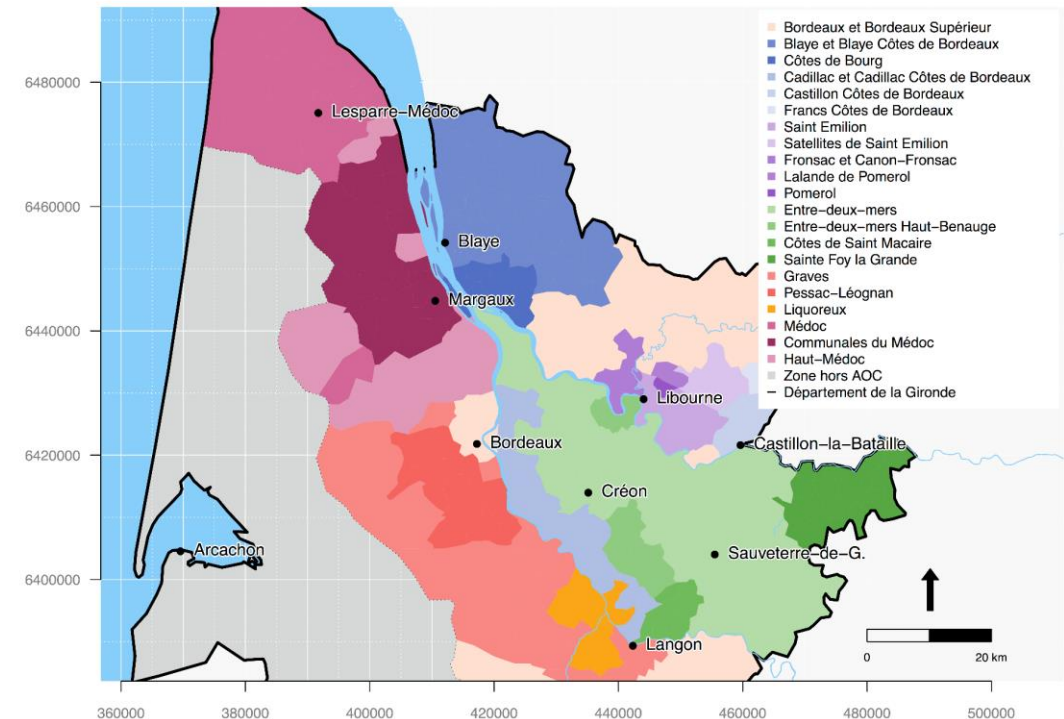 Bordeaux et Bordeaux Supérieur
Blaye et Blaye Côtes de Bordeaux
Côtes de Bourg
Cadillac et Cadillac Côtes de Bordeaux
Castillon Côtes de Bordeaux
Francs Côtes de Bordeaux
Saint Emilion
Satellites de Saint Emilion
Fronsac et Canon-Fronsac
Lalande de Pomerol
Pomerol
Entre-deux-mers
Entre-deux-mers Haut-Benauge
Côtes de Saint Macaire
Sainte Foy la Grande
Graves
Pessac-Léognan
Liquoreux
Médoc
Communales du Médoc
Haut-Médoc
Zone hors AOC
Département de la Gironde
6480000
Lesparre-Médoc
6460000
Blaye
Margaux
6440000
Libourne
Bordeaux
Castillon-la-Bataille
6420000
Créon
Arcachon
Sauveterre-de-G.
6400000
Langon
0 20 km
360000 380000 400000 420000 440000 460000 480000 500000